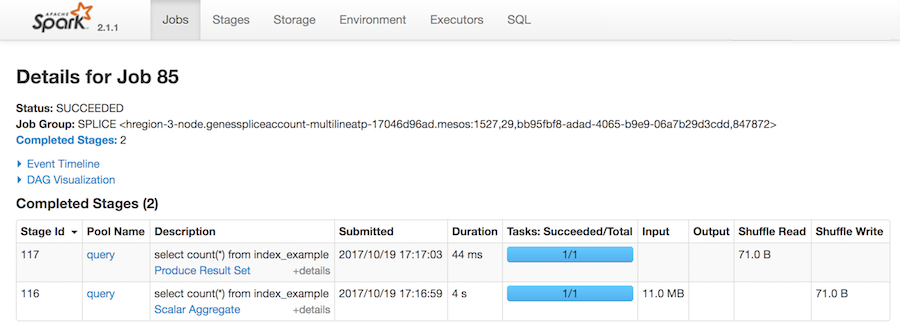 APACHE
Spark 2.1.1 Jobs Stages Storage Environment Executors SQL
Details for Job 85
Status: SUCCEEDED
Job Group: SPLICE <hregion-3-node.genesspliceaccount-multilineatp-17046d96ad.mesos:1527,29,bb95fbf8-adad-4065-b9e9-06a7b29d3cdd,847872>
Completed Stages: 2
Event Timeline
DAG Visualization
Completed Stages (2)
Stage Id Pool Name Description Submitted Duration Tasks: Succeeded/Total Input Output Shuffle Read Shuffle Write
117 query select count(*) from index_example 2017/10/19 17:17:03 44 ms 1/1 71.0 B
Produce Result Set +details
116 query select count(*) from index_example 2017/10/19 17:16:59 4 s 1/1 11.0 MB 71.0 B
Scalar Aggregate +details